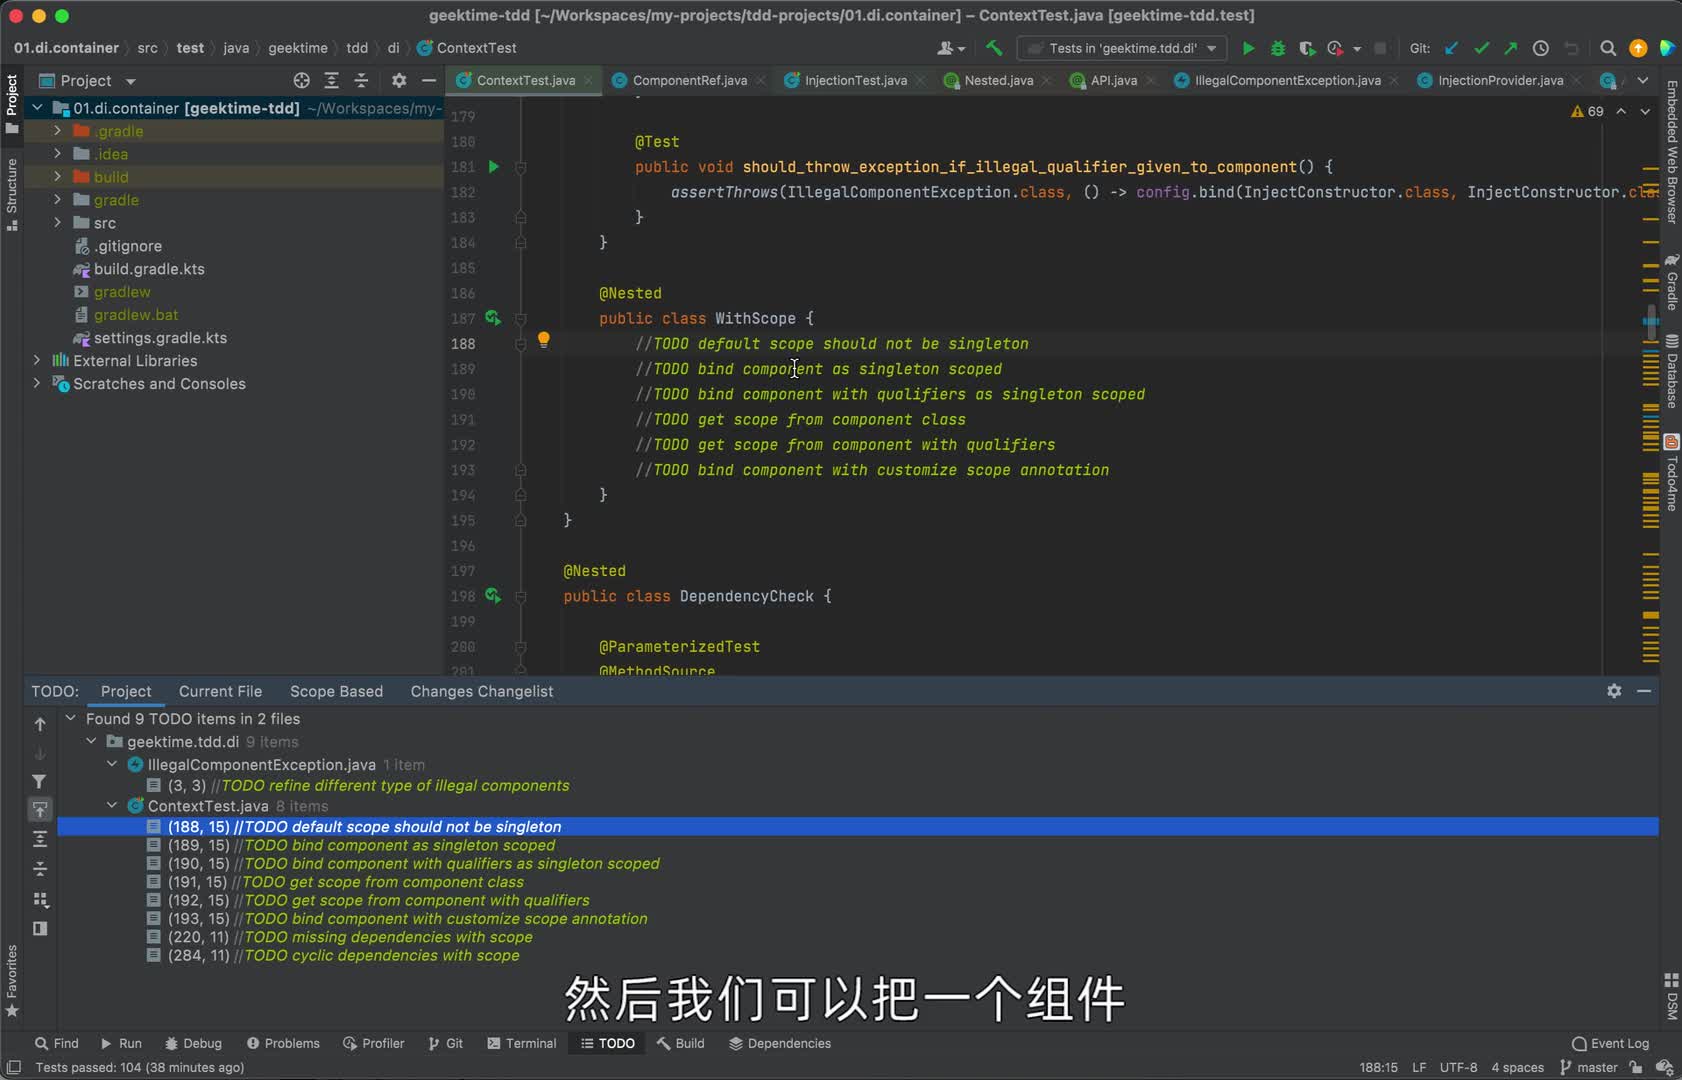 geektime-tdd [~/Workspaces/my-projects/tdd-projects/01.di.container] – ContextTest.java [geektime-tdd.test]
01.di.container src test java geektime tdd di ContextTest
Tests in 'geektime.tdd.di'
Git:
Project
ContextTest.java
ComponentRef.java
InjectionTest.java
Nested.java
API.java
IllegalComponentException.java
InjectionProvider.java
Project
Structure
Favorites
01.di.container [geektime-tdd] ~/Workspaces/my-
.gradle
.idea
build
gradle
src
.gitignore
build.gradle.kts
gradlew
gradlew.bat
settings.gradle.kts
External Libraries
Scratches and Consoles
69
179
180 @Test
181 public void should_throw_exception_if_illegal_qualifier_given_to_component() {
182 assertThrows(IllegalComponentException.class, () -> config.bind(InjectConstructor.class, InjectConstructor.cla
183 }
184 }
185
186 @Nested
187 public class WithScope {
188 //TODO default scope should not be singleton
189 //TODO bind component as singleton scoped
190 //TODO bind component with qualifiers as singleton scoped
191 //TODO get scope from component class
192 //TODO get scope from component with qualifiers
193 //TODO bind component with customize scope annotation
194 }
195 }
196
197 @Nested
198 public class DependencyCheck {
199
200 @ParameterizedTest
201 @MethodSource
Embedded Web Browser
Gradle
Database
Todo4me
DSM
TODO: Project Current File Scope Based Changes Changelist
Found 9 TODO items in 2 files
geektime.tdd.di 9 items
IllegalComponentException.java 1 item
(3, 3) //TODO refine different type of illegal components
ContextTest.java 8 items
(188, 15) //TODO default scope should not be singleton
(189, 15) //TODO bind component as singleton scoped
(190, 15) //TODO bind component with qualifiers as singleton scoped
(191, 15) //TODO get scope from component class
(192, 15) //TODO get scope from component with qualifiers
(193, 15) //TODO bind component with customize scope annotation
(220, 11) //TODO missing dependencies with scope
(284, 11) //TODO cyclic dependencies with scope
然后我们可以把一个组件
Find Run Debug Problems Profiler Git Terminal TODO Build Dependencies Event Log
Tests passed: 104 (38 minutes ago) 188:15 LF UTF-8 4 spaces master